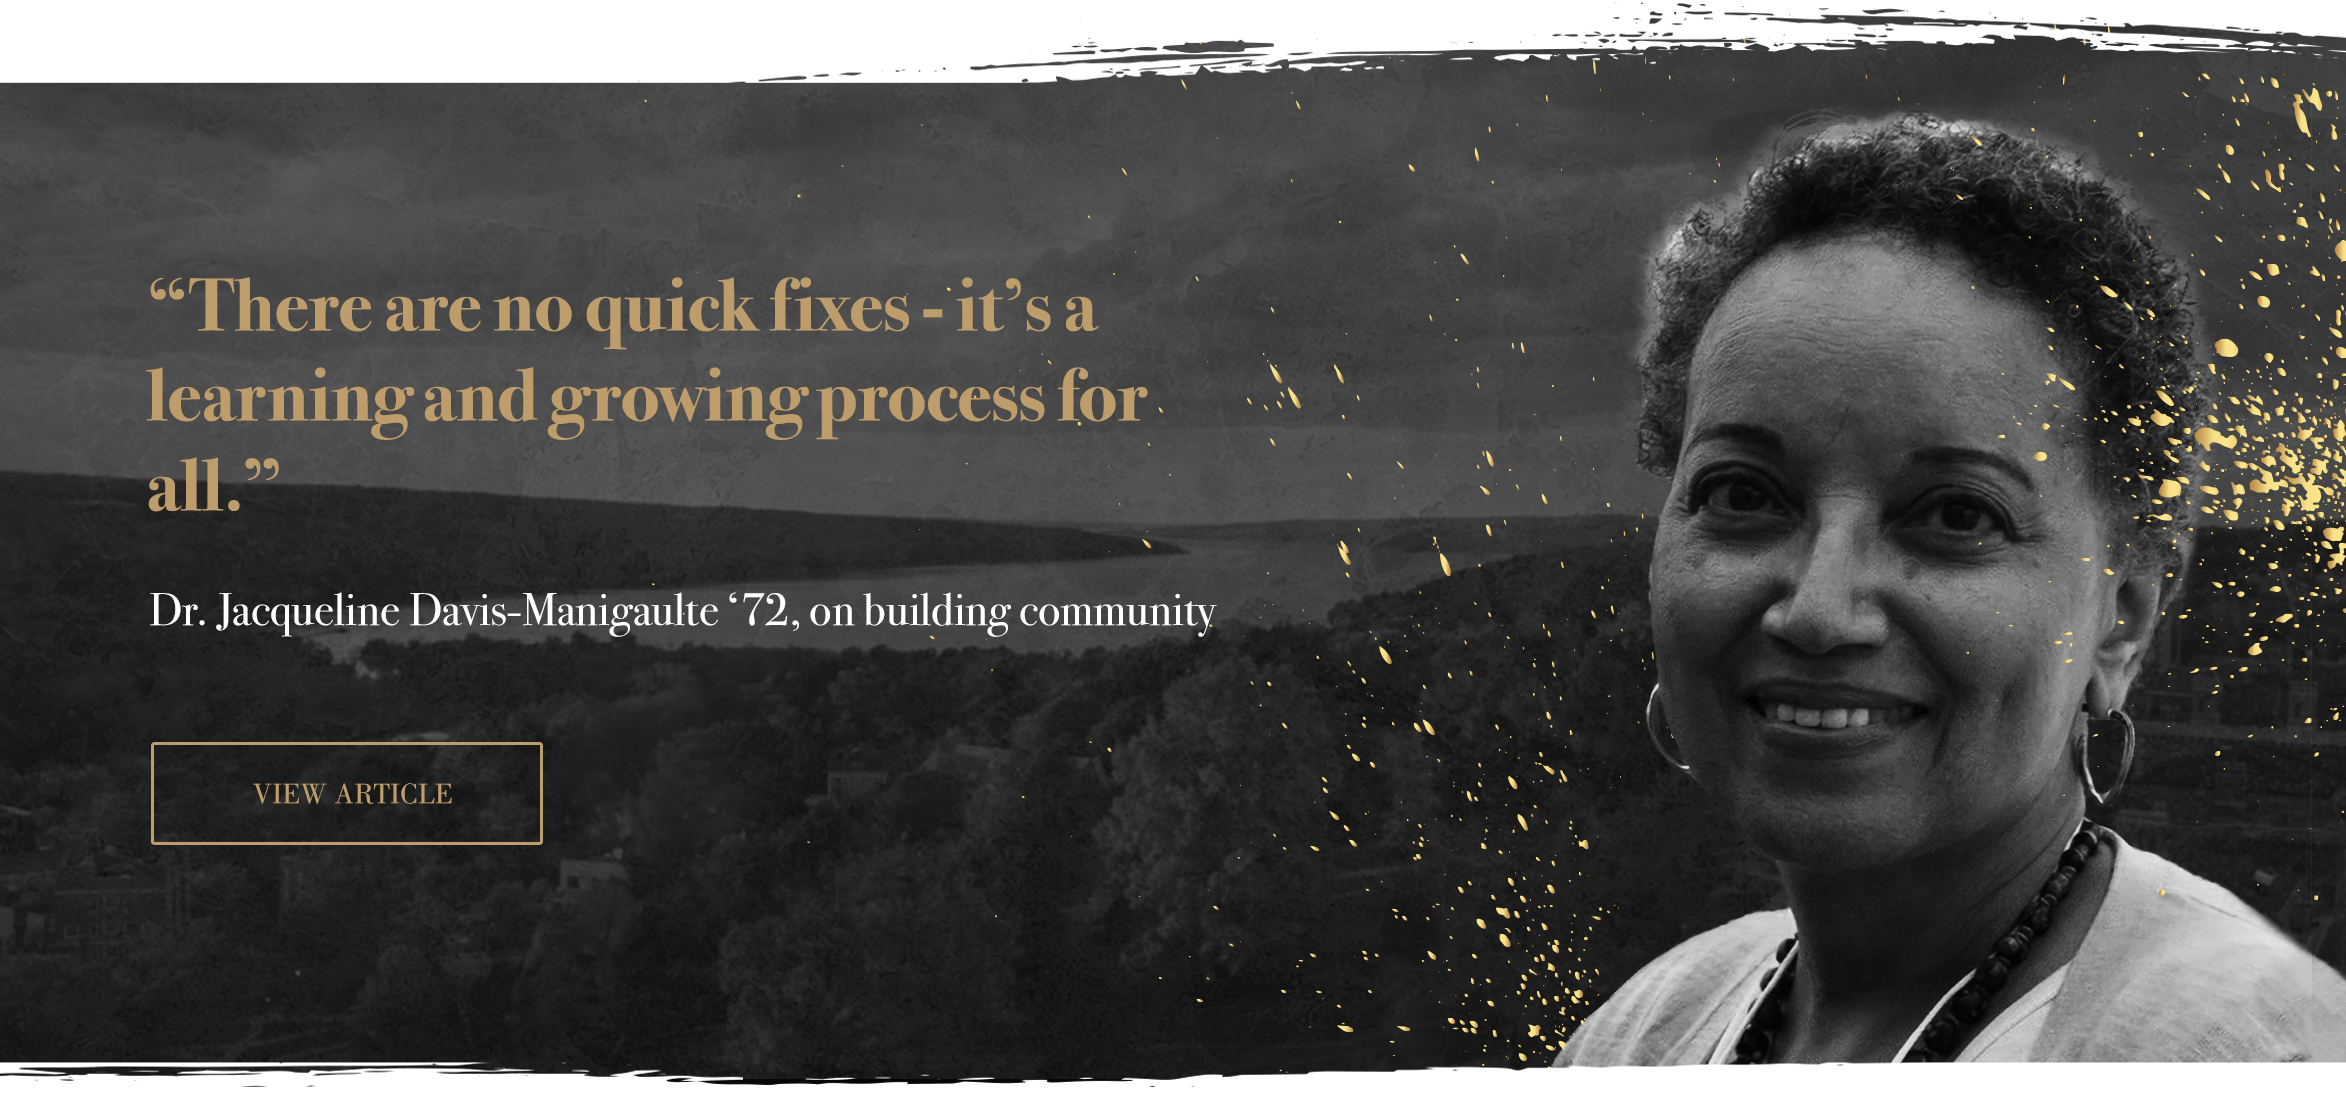 “There are no quick fixes - it’s a
learning and growing process for
all.”
Dr. Jacqueline Davis-Manigaulte ‘72, on building community
VIEW ARTICLE